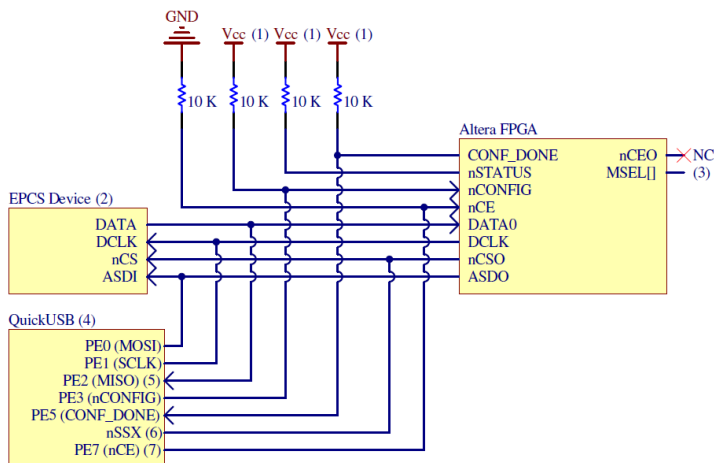 GND
Vcc (1) Vcc (1) Vcc (1)
10 K 10 K 10 K 10 K
Altera FPGA
CONF_DONE nCEO NC
nSTATUS MSEL[] (3)
nCONFIG
nCE
DATA0
DCLK
nCSO
ASDO
EPCS Device (2)
DATA
DCLK
nCS
ASDI
QuickUSB (4)
PE0 (MOSI)
PE1 (SCLK)
PE2 (MISO) (5)
PE3 (nCONFIG)
PE5 (CONF_DONE)
nSSX (6)
PE7 (nCE) (7)